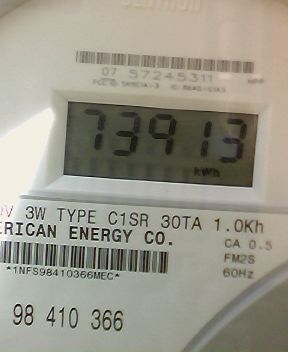 07 57245311
73913
kWh
3W TYPE C1SR 30TA 1.0Kh
ERICAN ENERGY CO.
CA 0.5
FM2S
*1NFS98410366MEC*
60Hz
98 410 366